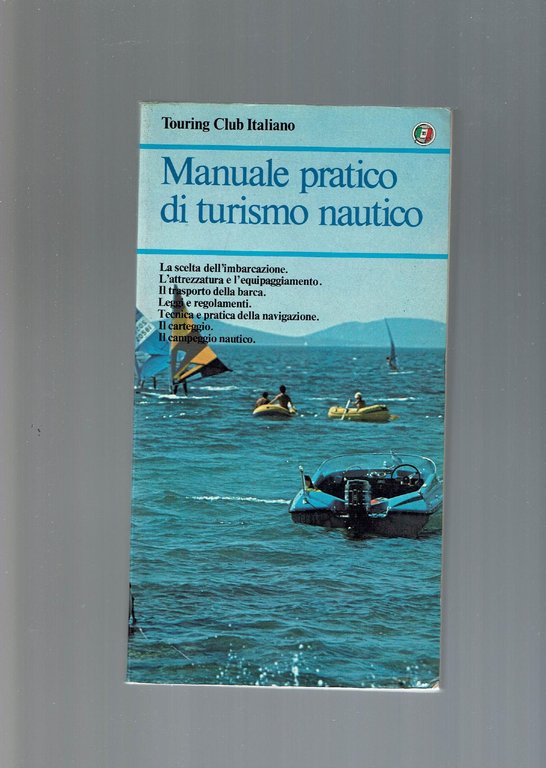 Touring Club Italiano
Manuale pratico
di turismo nautico
La scelta dell'imbarcazione.
L'attrezzatura e l'equipaggiamento.
Il trasporto della barca.
Leggi e regolamenti.
Tecnica e pratica della navigazione.
Il carteggio.
Il campeggio nautico.